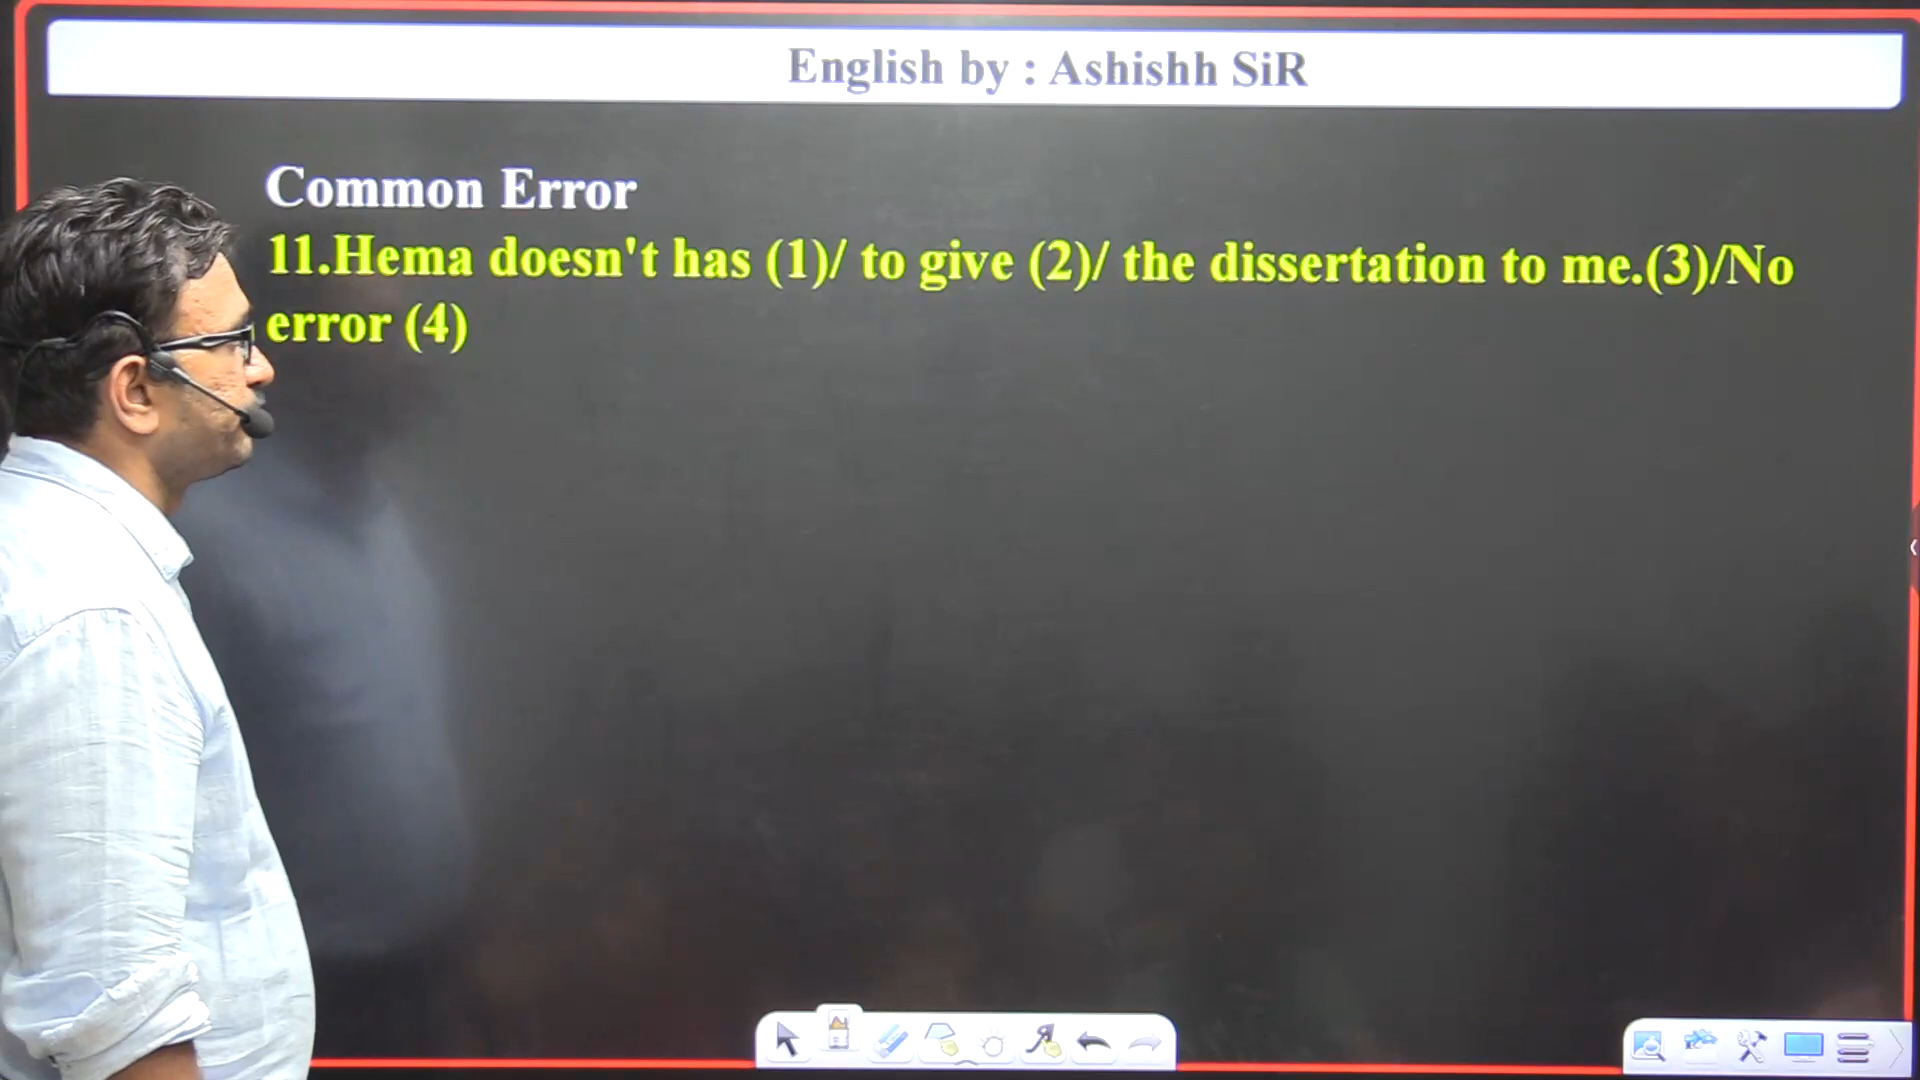 English by : Ashishh SiR
Common Error
11.Hema doesn't has (1)/ to give (2)/ the dissertation to me.(3)/No
error (4)